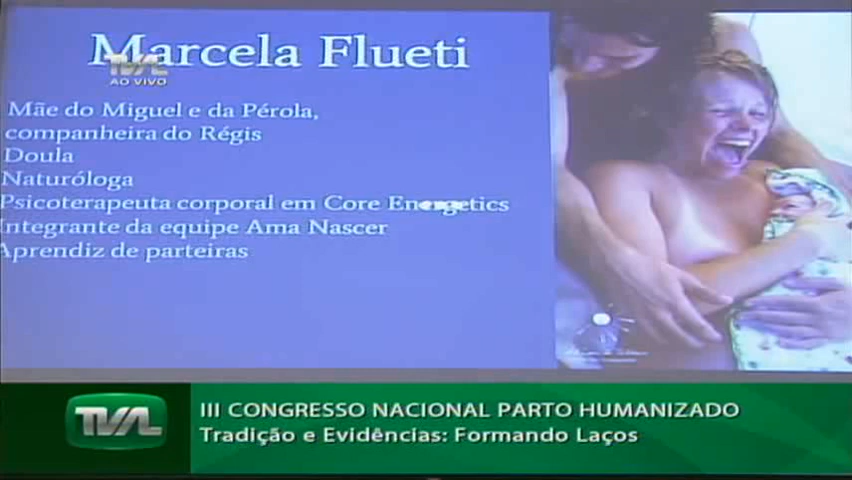 Marcela Flueti
TVAL
AO VIVO
Mãe do Miguel e da Pérola,
companheira do Régis
Doula
Naturóloga
Psicoterapeuta corporal em Core Energetics
Integrante da equipe Ama Nascer
Aprendiz de parteiras
TVAL
III CONGRESSO NACIONAL PARTO HUMANIZADO
Tradição e Evidências: Formando Laços